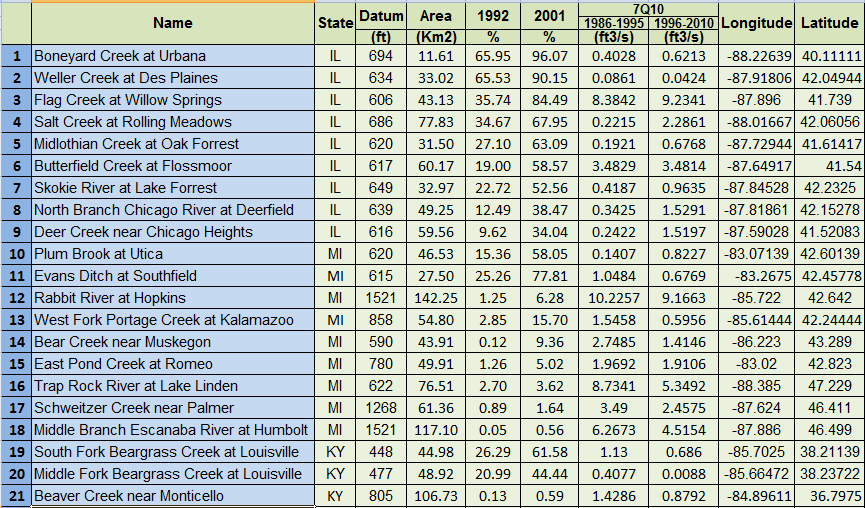 Name State Datum Area 1992 2001 7Q10 Longitude Latitude
1986-1995 1996-2010
(ft) (Km2) % % (ft3/s) (ft3/s)
1 Boneyard Creek at Urbana IL 694 11.61 65.95 96.07 0.4028 0.6213 -88.22639 40.11111
2 Weller Creek at Des Plaines IL 634 33.02 65.53 90.15 0.0861 0.0424 -87.91806 42.04944
3 Flag Creek at Willow Springs IL 606 43.13 35.74 84.49 8.3842 9.2341 -87.896 41.739
4 Salt Creek at Rolling Meadows IL 686 77.83 34.67 67.95 0.2215 2.2861 -88.01667 42.06056
5 Midlothian Creek at Oak Forrest IL 620 31.50 27.10 63.09 0.1921 0.6768 -87.72944 41.61417
6 Butterfield Creek at Flossmoor IL 617 60.17 19.00 58.57 3.4829 3.4814 -87.64917 41.54
7 Skokie River at Lake Forrest IL 649 32.97 22.72 52.56 0.4187 0.9635 -87.84528 42.2325
8 North Branch Chicago River at Deerfield IL 639 49.25 12.49 38.47 0.3425 1.5291 -87.81861 42.15278
9 Deer Creek near Chicago Heights IL 616 59.56 9.62 34.04 0.2422 1.5197 -87.59028 41.52083
10 Plum Brook at Utica MI 620 46.53 15.36 58.05 0.1407 0.8227 -83.07139 42.60139
11 Evans Ditch at Southfield MI 615 27.50 25.26 77.81 1.0484 0.6769 -83.2675 42.45778
12 Rabbit River at Hopkins MI 1521 142.25 1.25 6.28 10.2257 9.1663 -85.722 42.642
13 West Fork Portage Creek at Kalamazoo MI 858 54.80 2.85 15.70 1.5458 0.5956 -85.61444 42.24444
14 Bear Creek near Muskegon MI 590 43.91 0.12 9.36 2.7485 1.4146 -86.223 43.289
15 East Pond Creek at Romeo MI 780 49.91 1.26 5.02 1.9692 1.9106 -83.02 42.823
16 Trap Rock River at Lake Linden MI 622 76.51 2.70 3.62 8.7341 5.3492 -88.385 47.229
17 Schweitzer Creek near Palmer MI 1268 61.36 0.89 1.64 3.49 2.4575 -87.624 46.411
18 Middle Branch Escanaba River at Humbolt MI 1521 117.10 0.05 0.56 6.2673 4.5154 -87.886 46.499
19 South Fork Beargrass Creek at Louisville KY 448 44.98 26.29 61.58 1.13 0.686 -85.7025 38.21139
20 Middle Fork Beargrass Creek at Louisville KY 477 48.92 20.99 44.44 0.4077 0.0088 -85.66472 38.23722
21 Beaver Creek near Monticello KY 805 106.73 0.13 0.59 1.4286 0.8792 -84.89611 36.7975